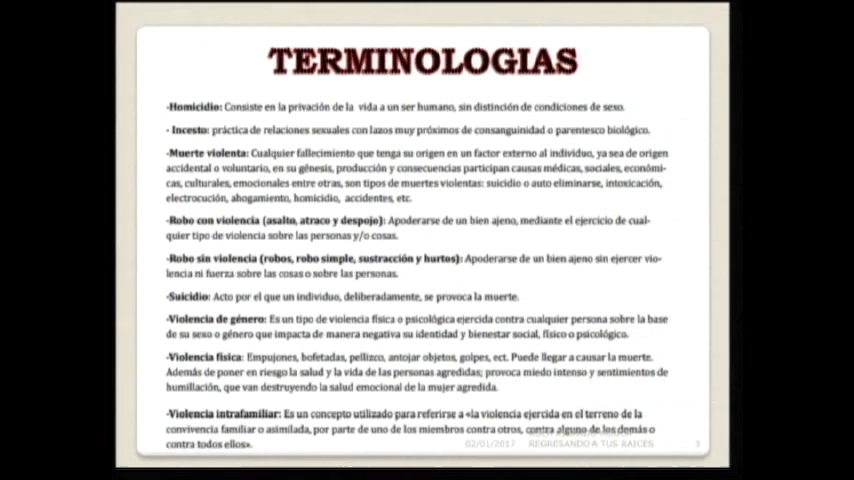 TERMINOLOGIAS
-Homicidio: Consiste en la privación de la vida a un ser humano, sin distinción de condiciones de sexo.
- Incesto: práctica de relaciones sexuales con lazos muy próximos de consanguinidad o parentesco biológico.
-Muerte violenta: Cualquier fallecimiento que tenga su origen en un factor externo al individuo, ya sea de origen
accidental o voluntario, en su génesis, producción y consecuencias participan causas médicas, sociales, económi-
cas, culturales, emocionales entre otras, son tipos de muertes violentas: suicidio o auto eliminarse, intoxicación,
electrocución, ahogamiento, homicidio, accidentes, etc.
-Robo con violencia (asalto, atraco y despojo): Apoderarse de un bien ajeno, mediante el ejercicio de cual-
quier tipo de violencia sobre las personas y/o cosas.
-Robo sin violencia (robos, robo simple, sustracción y hurtos): Apoderarse de un bien ajeno sin ejercer vio-
lencia ni fuerza sobre las cosas o sobre las personas.
-Suicidio: Acto por el que un individuo, deliberadamente, se provoca la muerte.
-Violencia de género: Es un tipo de violencia física o psicológica ejercida contra cualquier persona sobre la base
de su sexo o género que impacta de manera negativa su identidad y bienestar social, físico o psicológico.
-Violencia física: Empujones, bofetadas, pellizco, antojar objetos, golpes, ect. Puede llegar a causar la muerte.
Además de poner en riesgo la salud y la vida de las personas agredidas; provoca miedo intenso y sentimientos de
humillación, que van destruyendo la salud emocional de la mujer agredida.
-Violencia intrafamiliar: Es un concepto utilizado para referirse a «la violencia ejercida en el terreno de la
convivencia familiar o asimilada, por parte de uno de los miembros contra otros, contra alguno de los demás o
contra todos ellos».
02/01/2017 REGRESANDO A TUS RAICES 3